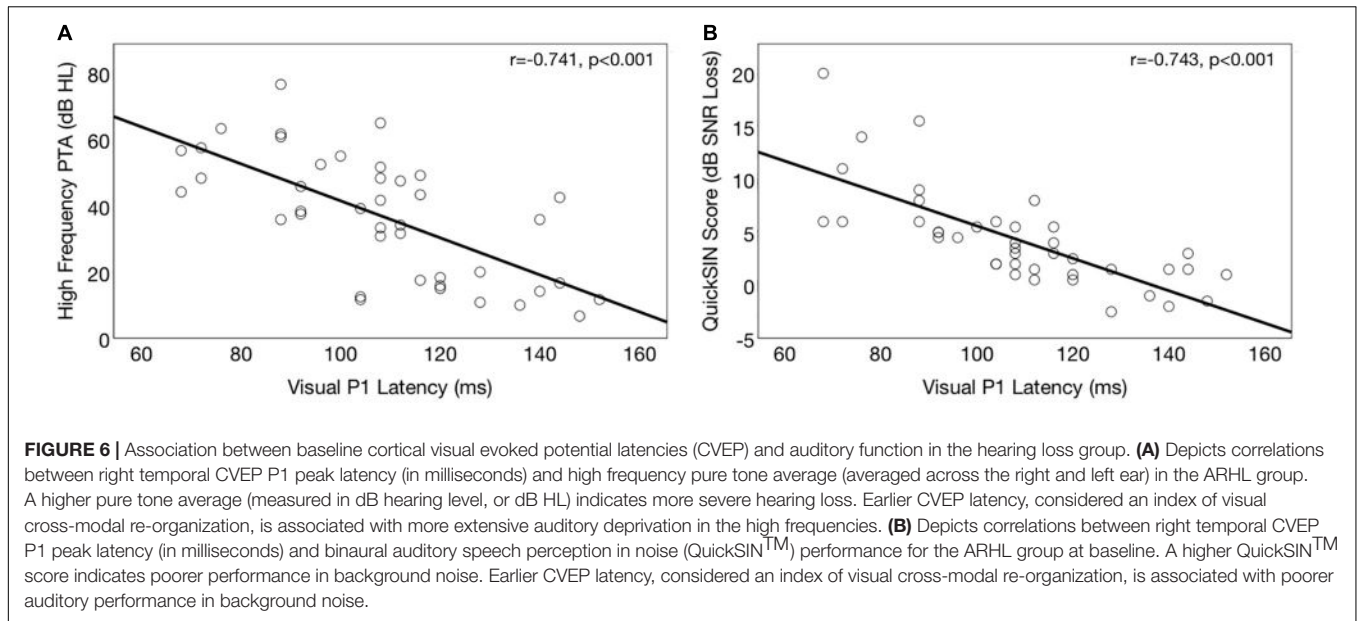 A
r=-0.741, p<0.001
High Frequency PTA (dB HL)
80
60
40
20
0
60 80 100 120 140 160
Visual P1 Latency (ms)
B
r=-0.743, p<0.001
QuickSIN Score (dB SNR Loss)
20
15
10
5
0
-5
60 80 100 120 140 160
Visual P1 Latency (ms)
FIGURE 6 | Association between baseline cortical visual evoked potential latencies (CVEP) and auditory function in the hearing loss group. (A) Depicts correlations
between right temporal CVEP P1 peak latency (in milliseconds) and high frequency pure tone average (averaged across the right and left ear) in the ARHL group.
A higher pure tone average (measured in dB hearing level, or dB HL) indicates more severe hearing loss. Earlier CVEP latency, considered an index of visual
cross-modal re-organization, is associated with more extensive auditory deprivation in the high frequencies. (B) Depicts correlations between right temporal CVEP
P1 peak latency (in milliseconds) and binaural auditory speech perception in noise (QuickSIN™) performance for the ARHL group at baseline. A higher QuickSIN™
score indicates poorer performance in background noise. Earlier CVEP latency, considered an index of visual cross-modal re-organization, is associated with poorer
auditory performance in background noise.